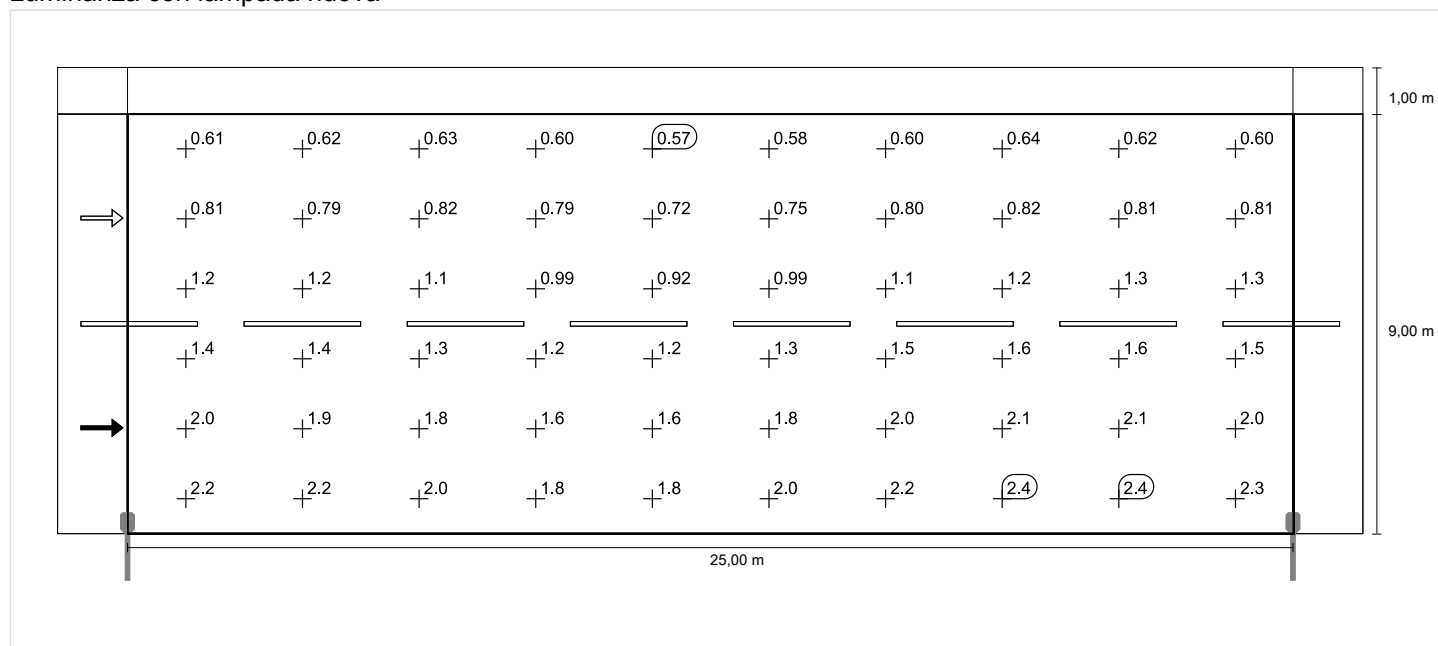 Luminanza con lámpada nueva
1,00 m
0.61 0.62 0.63 0.60 0.57 0.58 0.60 0.64 0.62 0.60
0.81 0.79 0.82 0.79 0.72 0.75 0.80 0.82 0.81 0.81
1.2 1.2 1.1 0.99 0.92 0.99 1.1 1.2 1.3 1.3
9,00 m
1.4 1.4 1.3 1.2 1.2 1.3 1.5 1.6 1.6 1.5
2.0 1.9 1.8 1.6 1.6 1.8 2.0 2.1 2.1 2.0
2.2 2.2 2.0 1.8 1.8 2.0 2.2 2.4 2.4 2.3
25,00 m